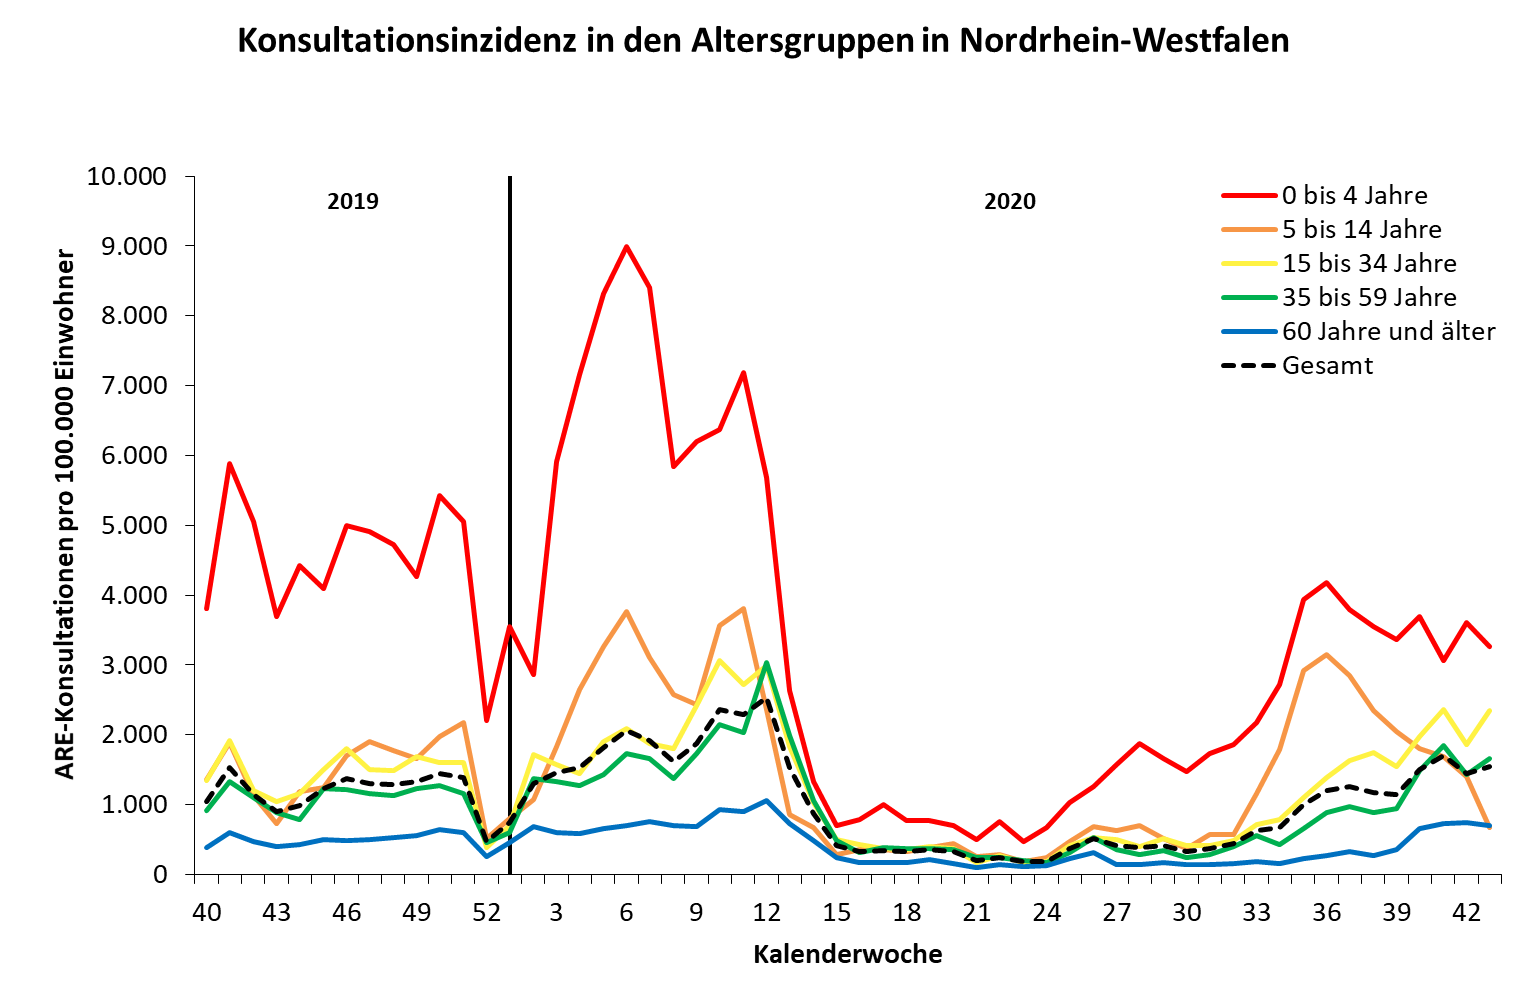 Konsultationsinzidenz in den Altersgruppen in Nordrhein-Westfalen
2019
2020
0 bis 4 Jahre
5 bis 14 Jahre
15 bis 34 Jahre
35 bis 59 Jahre
60 Jahre und älter
Gesamt
ARE-Konsultationen pro 100.000 Einwohner
10.000
9.000
8.000
7.000
6.000
5.000
4.000
3.000
2.000
1.000
0
40 43 46 49 52 3 6 9 12 15 18 21 24 27 30 33 36 39 42
Kalenderwoche